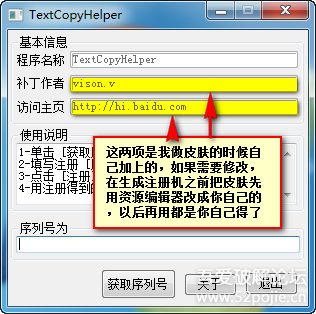 TextCopyHelper
基本信息
程序名称 TextCopyHelper
补丁作者 vison.v
访问主页 http://hi.baidu.com
使用说明
1-单击 [获取
2-填写注册 [
3-点击 [注册
4-用注册得到的
这两项是我做皮肤的时候自
己加上的，如果需要修改，
在生成注册机之前把皮肤先
用资源编辑器改成你自己的
，以后再用都是你自己得了
序列号为
获取序列号 关于 退出
吾爱破解论坛
www.52pojie.cn